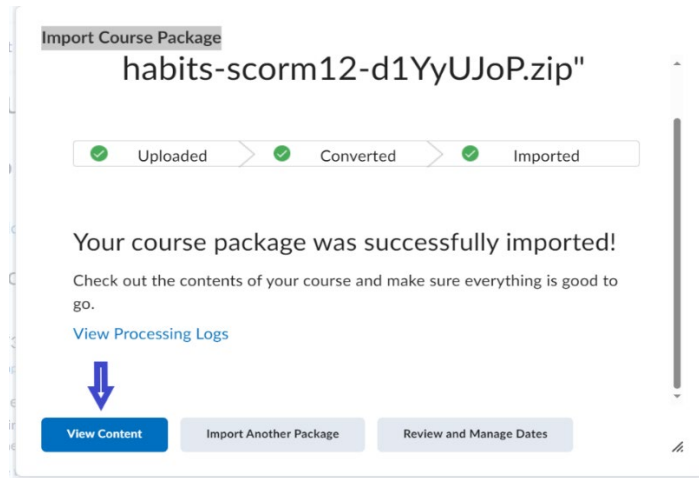 Import Course Package
habits-scorm12-d1YyUJoP.zip"
Uploaded
Converted
Imported
Your course package was successfully imported!
Check out the contents of your course and make sure everything is good to
go.
View Processing Logs
View Content
Import Another Package
Review and Manage Dates